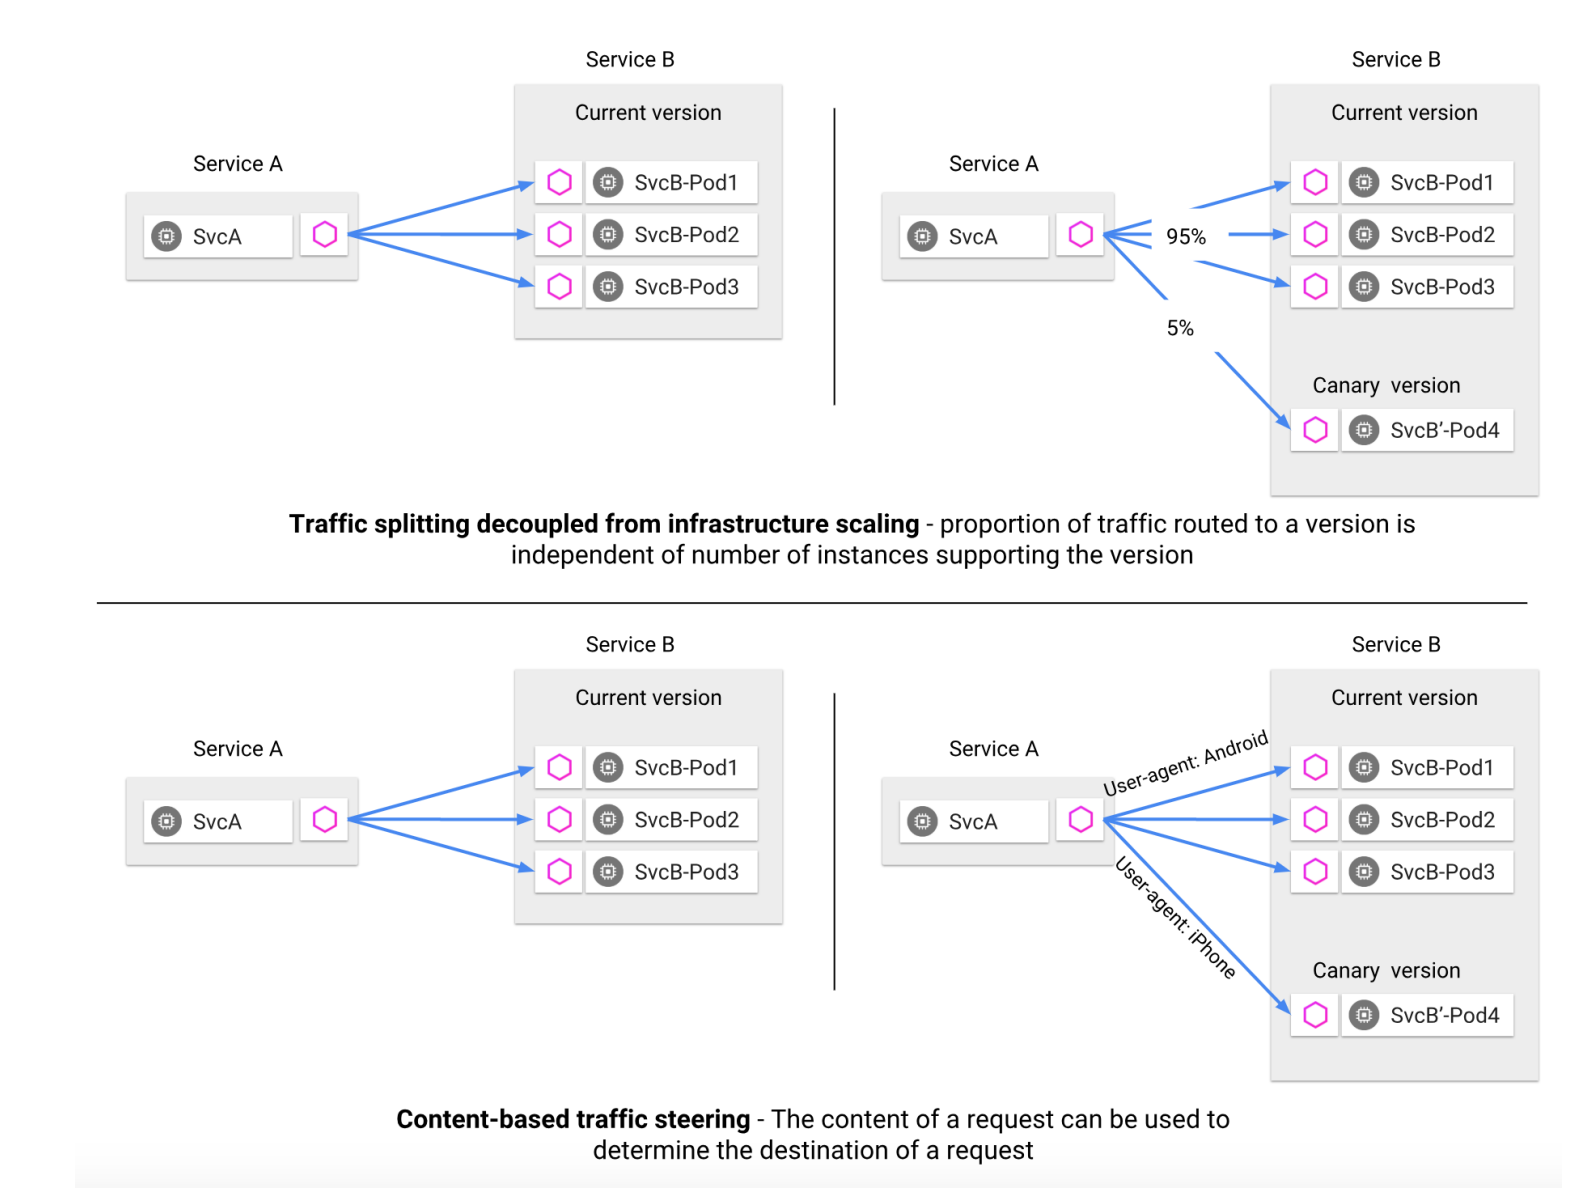 Service B
Current version
Service A
SvcA
SvcB-Pod1
SvcB-Pod2
SvcB-Pod3
Service B
Current version
Service A
SvcA
95%
5%
SvcB-Pod1
SvcB-Pod2
SvcB-Pod3
Canary version
SvcB’-Pod4
Traffic splitting decoupled from infrastructure scaling - proportion of traffic routed to a version is
independent of number of instances supporting the version
Service B
Current version
Service A
SvcA
SvcB-Pod1
SvcB-Pod2
SvcB-Pod3
Service B
Current version
Service A
SvcA
User-agent: Android
User-agent: iPhone
SvcB-Pod1
SvcB-Pod2
SvcB-Pod3
Canary version
SvcB’-Pod4
Content-based traffic steering - The content of a request can be used to
determine the destination of a request